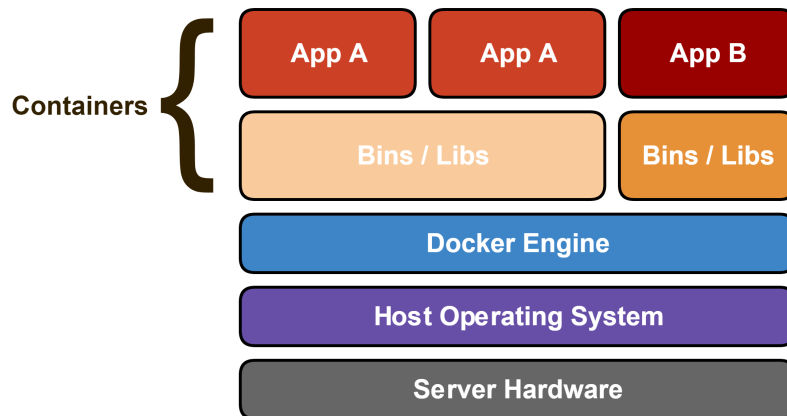 App A
App A
App B
Containers
Bins / Libs
Bins / Libs
Docker Engine
Host Operating System
Server Hardware